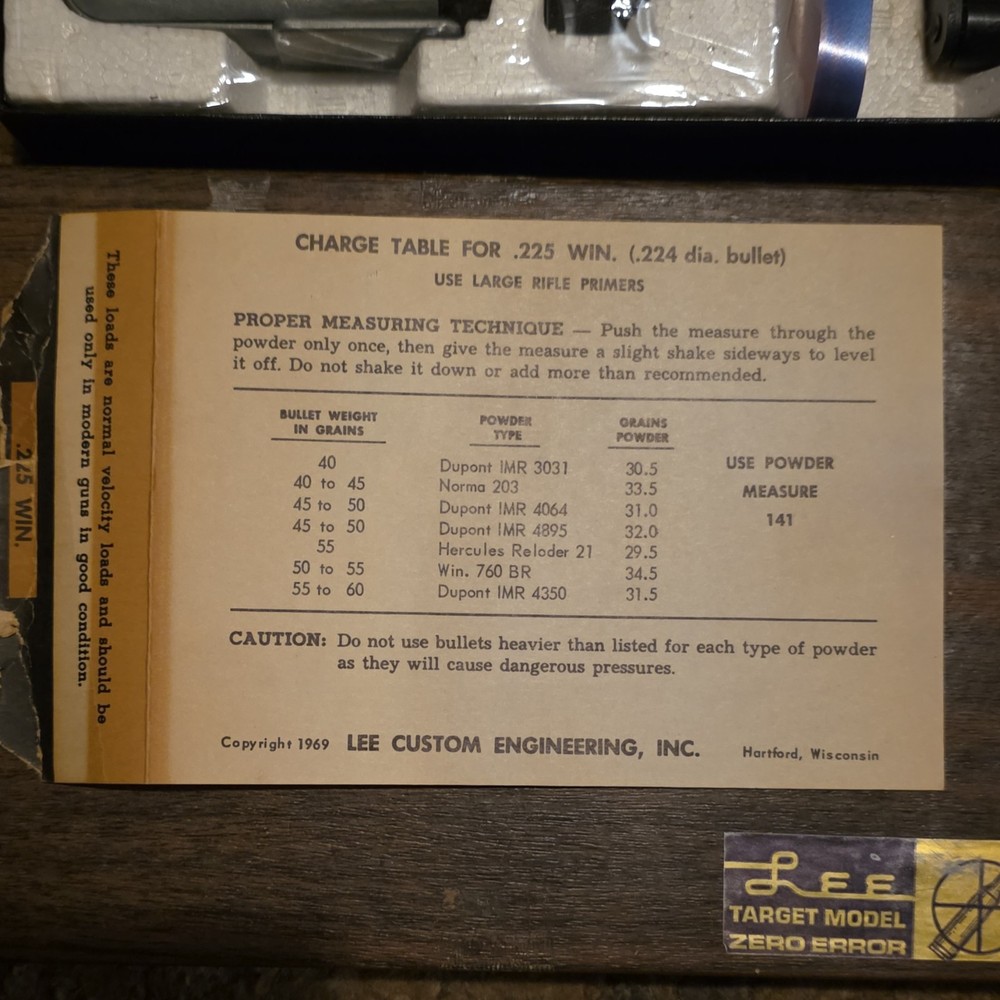 CHARGE TABLE FOR .225 WIN. (.224 dia. bullet)
USE LARGE RIFLE PRIMERS
PROPER MEASURING TECHNIQUE — Push the measure through the
powder only once, then give the measure a slight shake sideways to level
it off. Do not shake it down or add more than recommended.
BULLET WEIGHT IN GRAINS POWDER TYPE GRAINS POWDER
40 Dupont IMR 3031 30.5
40 to 45 Norma 203 33.5
45 to 50 Dupont IMR 4064 31.0
45 to 50 Dupont IMR 4895 32.0
55 Hercules Reloder 21 29.5
50 to 55 Win. 760 BR 34.5
55 to 60 Dupont IMR 4350 31.5
USE POWDER
MEASURE
141
CAUTION: Do not use bullets heavier than listed for each type of powder
as they will cause dangerous pressures.
Copyright 1969 LEE CUSTOM ENGINEERING, INC. Hartford, Wisconsin
These loads are normal velocity loads and should be
used only in modern guns in good condition.
.225 WIN.
LEE
TARGET MODEL
ZERO ERROR